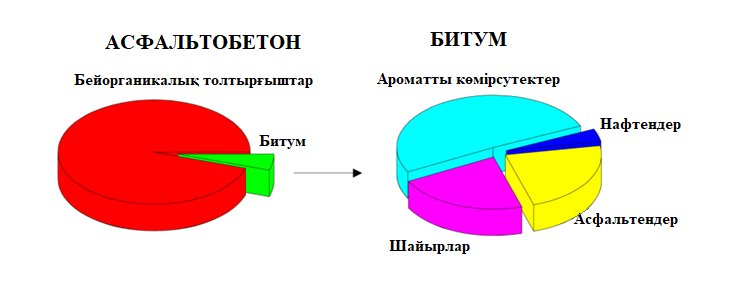 АСФАЛЬТОБЕТОН
Бейорганикалық толтырғыштар
Битум
БИТУМ
Ароматты көмірсутектер
Нафтендер
Асфальтендер
Шайырлар